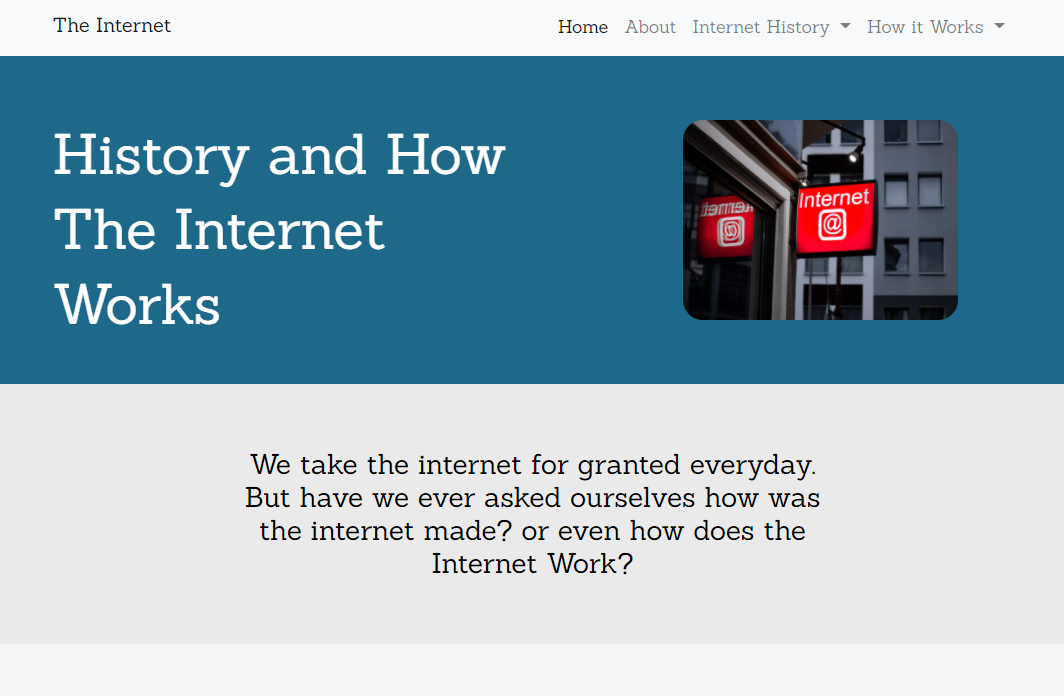 The Internet
Home About Internet History How it Works
History and How
The Internet
Works
Internet
@
Internet
@
We take the internet for granted everyday.
But have we ever asked ourselves how was
the internet made? or even how does the
Internet Work?